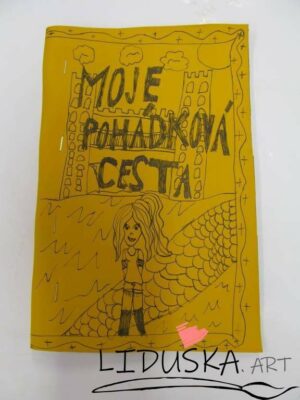 MOJE
POHÁDKOVÁ
CESTA
LIDUSKA.ART